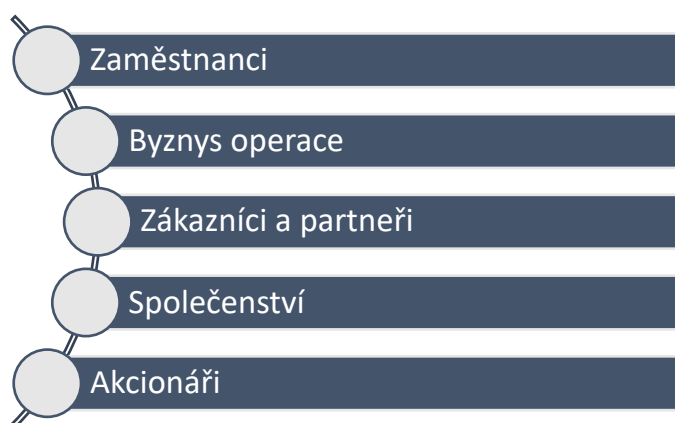 Zaměstnanci
Byznys operace
Zákazníci a partneři
Společenství
Akcionáři